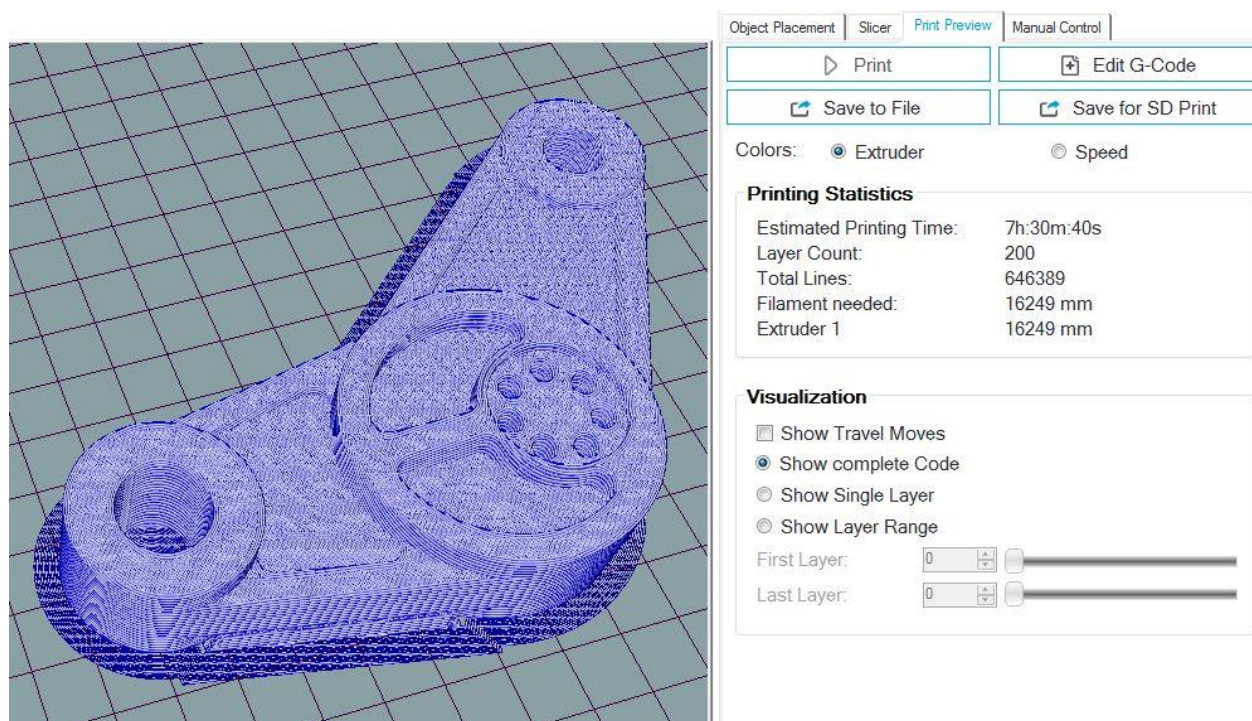 Object Placement Slicer Print Preview Manual Control
Print Edit G-Code
Save to File Save for SD Print
Colors: Extruder Speed
Printing Statistics
Estimated Printing Time: 7h:30m:40s
Layer Count: 200
Total Lines: 646389
Filament needed: 16249 mm
Extruder 1 16249 mm
Visualization
Show Travel Moves
Show complete Code
Show Single Layer
Show Layer Range
First Layer: 0
Last Layer: 0